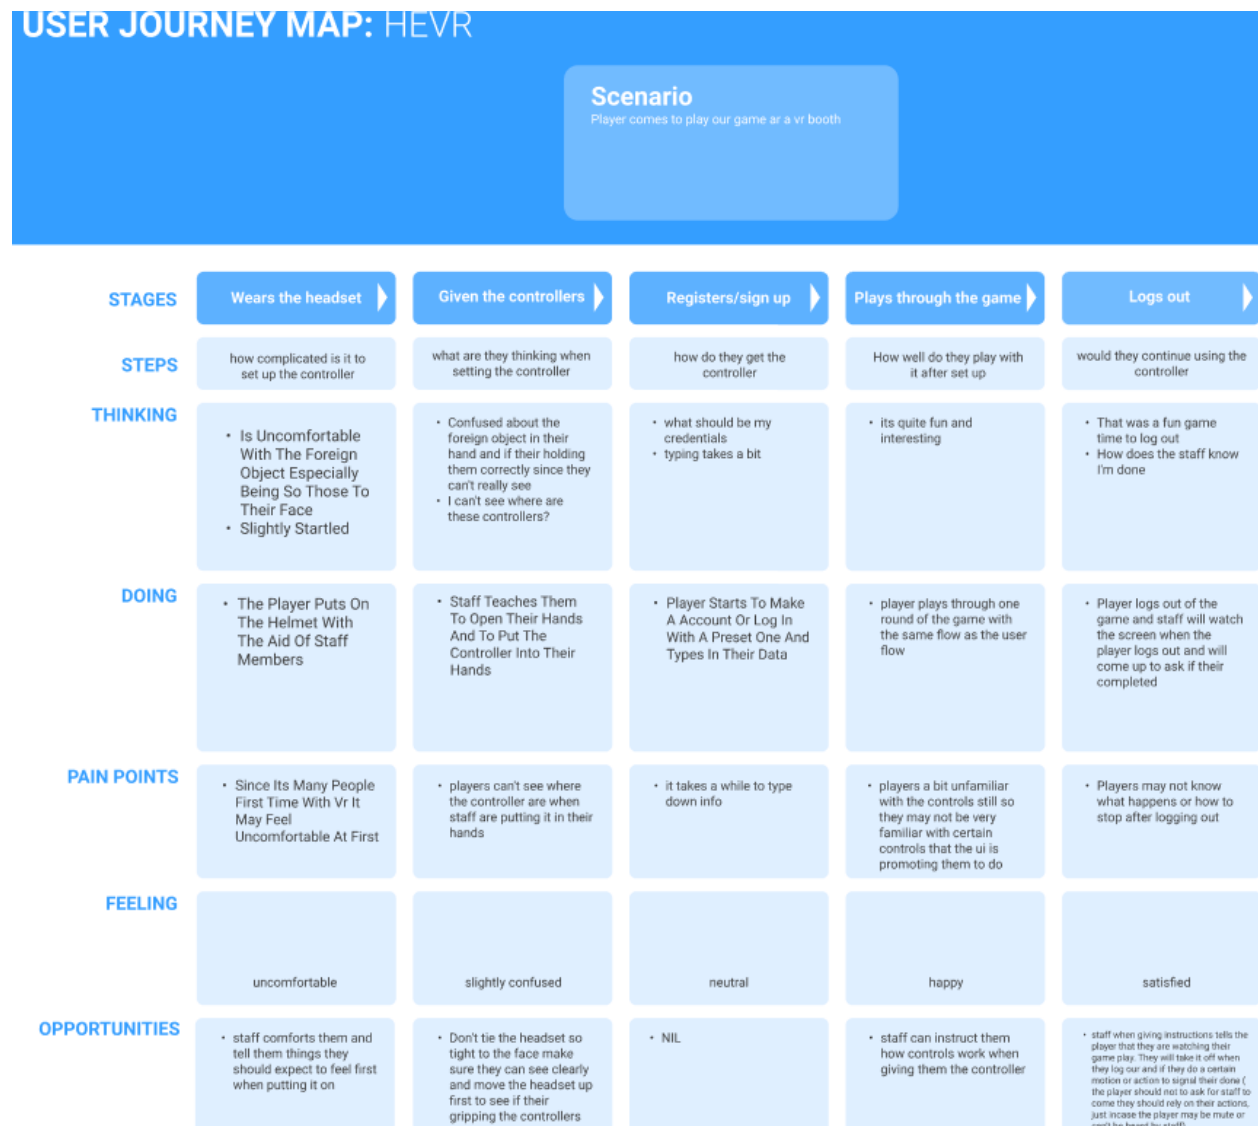 USER JOURNEY MAP: HEVR
Scenario
Player comes to play our game ar a vr booth
STAGES
Wears the headset
Given the controllers
Registers/sign up
Plays through the game
Logs out
STEPS
how complicated is it to
set up the controller
what are they thinking when
setting the controller
how do they get the
controller
How well do they play with
it after set up
would they continue using the
controller
THINKING
• Is Uncomfortable
With The Foreign
Object Especially
Being So Those To
Their Face
• Slightly Startled
• Confused about the
foreign object in their
hand and if their holding
them correctly since they
can't really see
• I can't see where are
these controllers?
• what should be my
credentials
• typing takes a bit
• its quite fun and
interesting
• That was a fun game
time to log out
• How does the staff know
I'm done
DOING
• The Player Puts On
The Helmet With
The Aid Of Staff
Members
• Staff Teaches Them
To Open Their Hands
And To Put The
Controller Into Their
Hands
• Player Starts To Make
A Account Or Log In
With A Preset One And
Types In Their Data
• player plays through one
round of the game with
the same flow as the user
flow
• Player logs out of the
game and staff will watch
the screen when the
player logs out and will
come up to ask if their
completed
PAIN POINTS
• Since Its Many People
First Time With Vr It
May Feel
Uncomfortable At First
• players can't see where
the controller are when
staff are putting it in their
hands
• it takes a while to type
down info
• players a bit unfamiliar
with the controls still so
they may not be very
familiar with certain
controls that the ui is
promoting them to do
• Players may not know
what happens or how to
stop after logging out
FEELING
uncomfortable
slightly confused
neutral
happy
satisfied
OPPORTUNITIES
• staff comforts them and
tell them things they
should expect to feel first
when putting it on
• Don't tie the headset so
tight to the face make
sure they can see clearly
and move the headset up
first to see if their
gripping the controllers
• NIL
• staff can instruct them
how controls work when
giving them the controller
• staff when giving instructions tells the
player that they are watching their
game play. They will take it off when
they log our and if they do a certain
motion or action to signal their done (
the player should not to ask for staff to
come they should rely on their actions,
just incase the player may be mute or
can't be heard by staff)